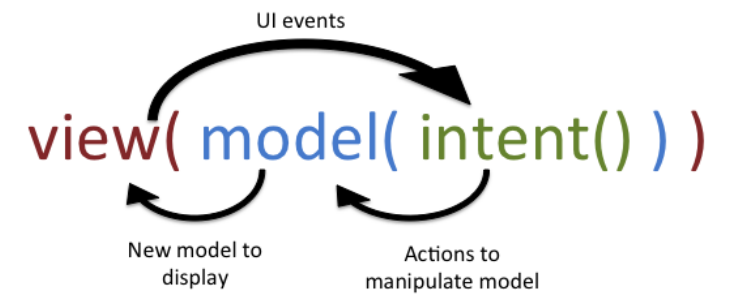 UI events
view( model( intent() ) )
New model to
display
Actions to
manipulate model